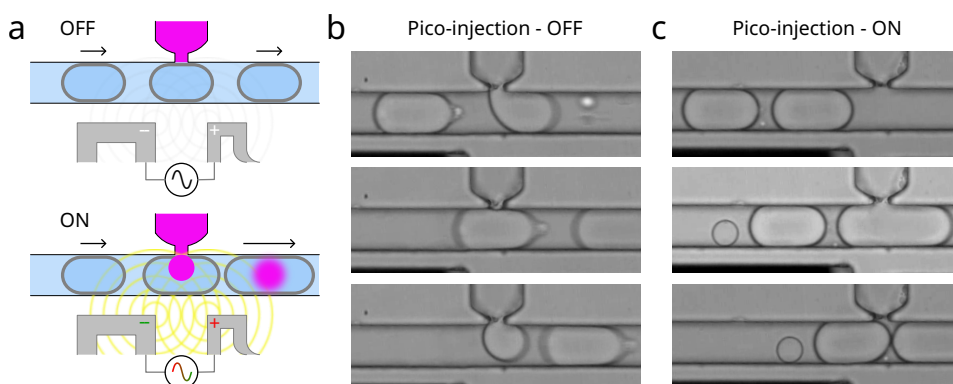 a
OFF
− +
ON
− +
b
Pico-injection - OFF
c
Pico-injection - ON